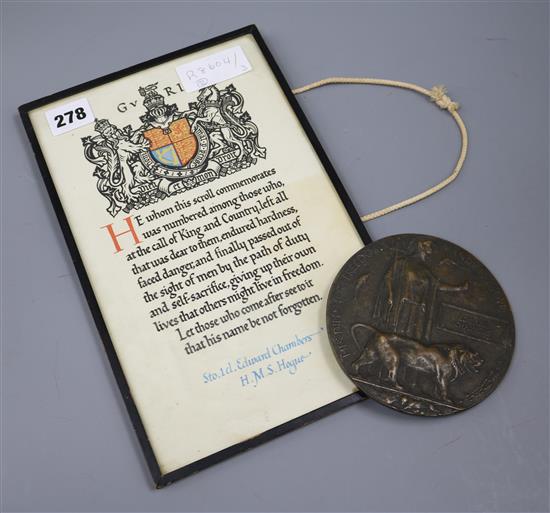 R8604/3
278
GvRI
HE whom this scroll commemorates
was numbered among those who,
at the call of King and Country, left all
that was dear to them, endured hardness,
faced danger, and finally passed out of
the sight of men by the path of duty
and self-sacrifice, giving up their own
lives that others might live in freedom.
Let those who come after see to it
that his name be not forgotten.
Sto. 1cl. Edward Chambers
H.M.S. Hogue